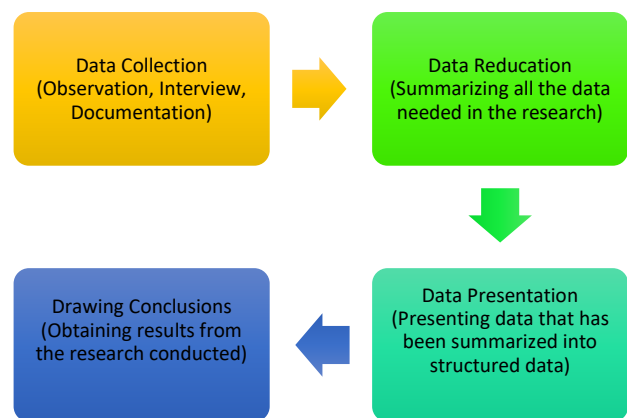 Data Collection
(Observation, Interview,
Documentation)
Data Reducation
(Summarizing all the data
needed in the research)
Data Presentation
(Presenting data that has
been summarized into
structured data)
Drawing Conclusions
(Obtaining results from
the research conducted)